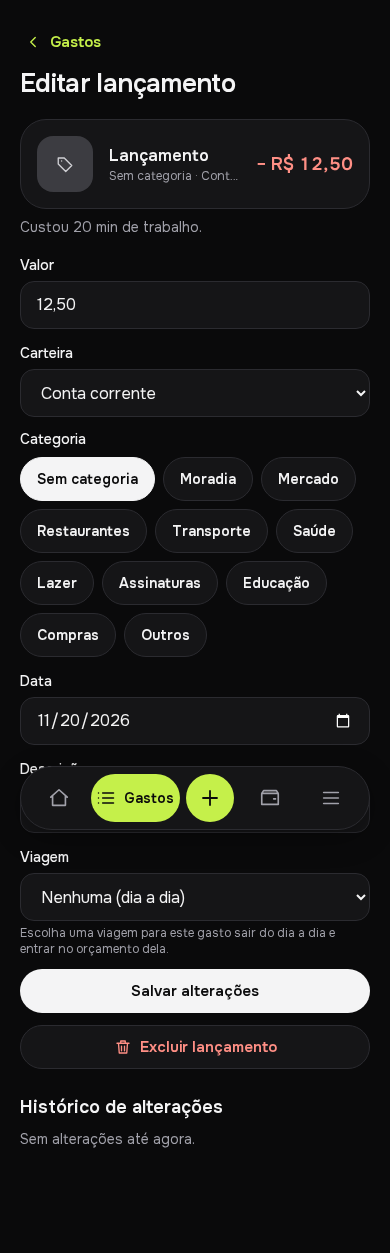 Gastos
Editar lançamento
Lançamento
Sem categoria · Cont...
− R$ 12,50
Custou 20 min de trabalho.
Valor
12,50
Carteira
Conta corrente
Categoria
Sem categoria
Moradia
Mercado
Restaurantes
Transporte
Saúde
Lazer
Assinaturas
Educação
Compras
Outros
Data
11/20/2026
Gastos
Viagem
Nenhuma (dia a dia)
Escolha uma viagem para este gasto sair do dia a dia e
entrar no orçamento dela.
Salvar alterações
Excluir lançamento
Histórico de alterações
Sem alterações até agora.